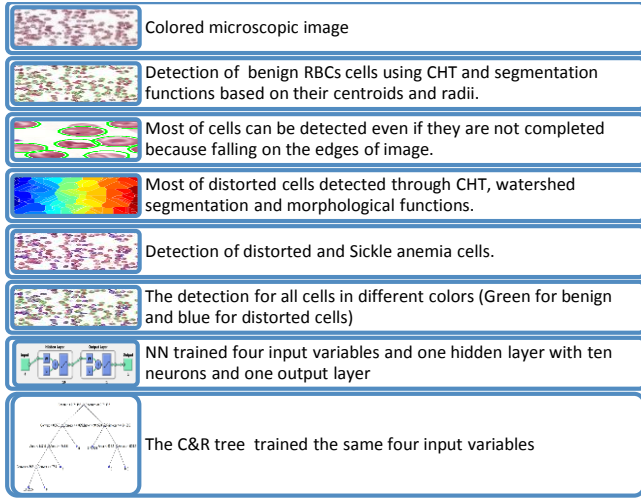 Colored microscopic image
Detection of benign RBCs cells using CHT and segmentation
functions based on their centroids and radii.
Most of cells can be detected even if they are not completed
because falling on the edges of image.
Most of distorted cells detected through CHT, watershed
segmentation and morphological functions.
Detection of distorted and Sickle anemia cells.
The detection for all cells in different colors (Green for benign
and blue for distorted cells)
Hidden Layer Output Layer
Input Output
NN trained four input variables and one hidden layer with ten
neurons and one output layer
The C&R tree trained the same four input variables